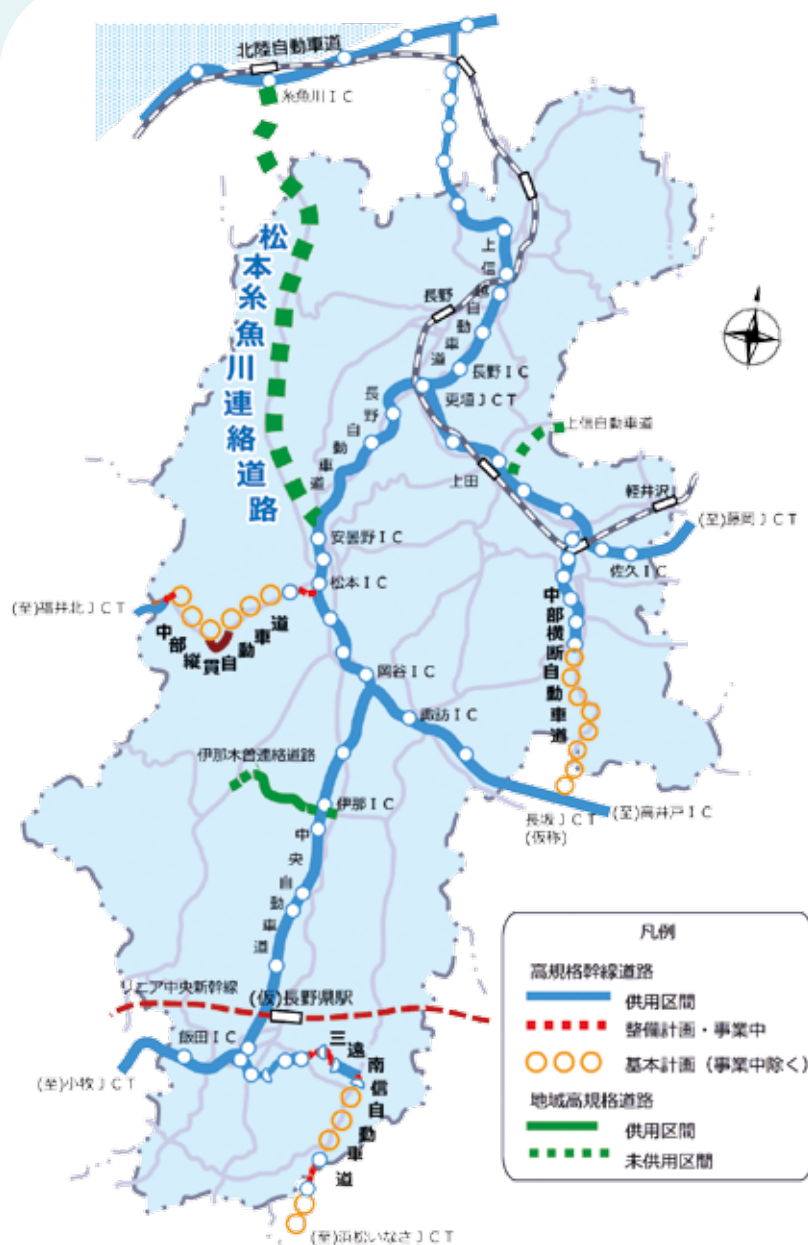 北陸自動車道
糸魚川ＩＣ
松本糸魚川連絡道路
上信越自動車道
長野
長野ＩＣ
更埴ＪＣＴ
長野自動車道
上信自動車道
上田
軽井沢
(至)藤岡ＪＣＴ
佐久ＩＣ
安曇野ＩＣ
松本ＩＣ
(至)福井北ＪＣＴ
中部縦貫自動車道
中部横断自動車道
岡谷ＩＣ
諏訪ＩＣ
伊那木曽連絡道路
伊那ＩＣ
長坂ＪＣＴ
(仮称)
(至)高井戸ＩＣ
中央自動車道
リニア中央新幹線
(仮)長野県駅
飯田ＩＣ
三遠南信自動車道
(至)小牧ＪＣＴ
(至)浜松いなさＪＣＴ
凡例
高規格幹線道路
供用区間
整備計画・事業中
基本計画（事業中除く）
地域高規格道路
供用区間
未供用区間